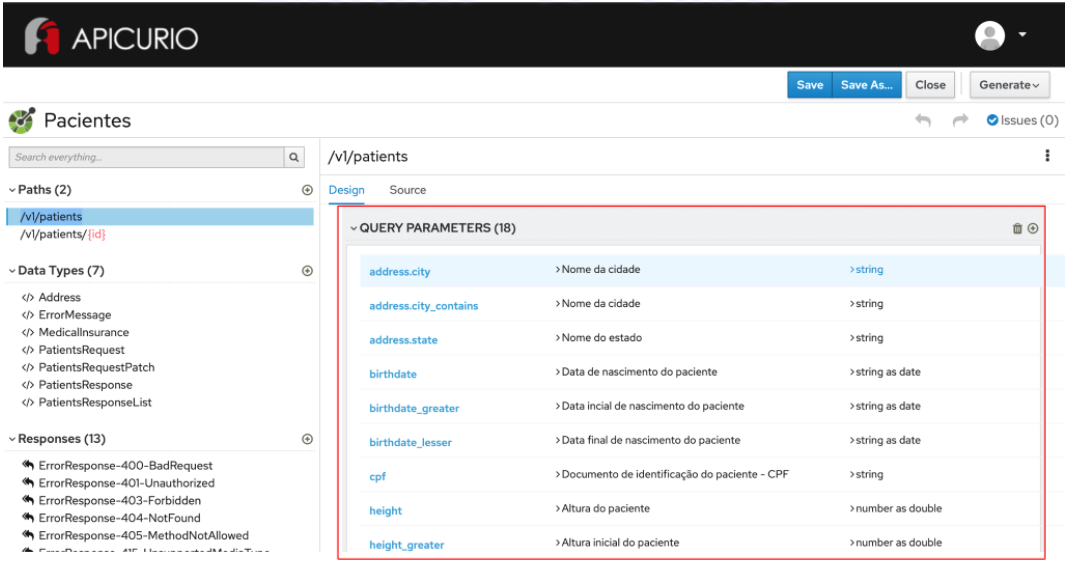 APICURIO
Save Save As... Close Generate
Pacientes
Issues (0)
Search everything...
/v1/patients
Paths (2)
Design Source
/v1/patients
/v1/patients/{id}
QUERY PARAMETERS (18)
address.city Nome da cidade string
Data Types (7)
</> Address
address.city_contains Nome da cidade string
</> ErrorMessage
</> MedicalInsurance
address.state Nome do estado string
</> PatientsRequest
</> PatientsRequestPatch
birthdate Data de nascimento do paciente string as date
</> PatientsResponse
</> PatientsResponseList
birthdate_greater Data incial de nascimento do paciente string as date
Responses (13)
birthdate_lesser Data final de nascimento do paciente string as date
ErrorResponse-400-BadRequest
cpf Documento de identificação do paciente - CPF string
ErrorResponse-401-Unauthorized
ErrorResponse-403-Forbidden
height Altura do paciente number as double
ErrorResponse-404-NotFound
ErrorResponse-405-MethodNotAllowed
height_greater Altura inicial do paciente number as double